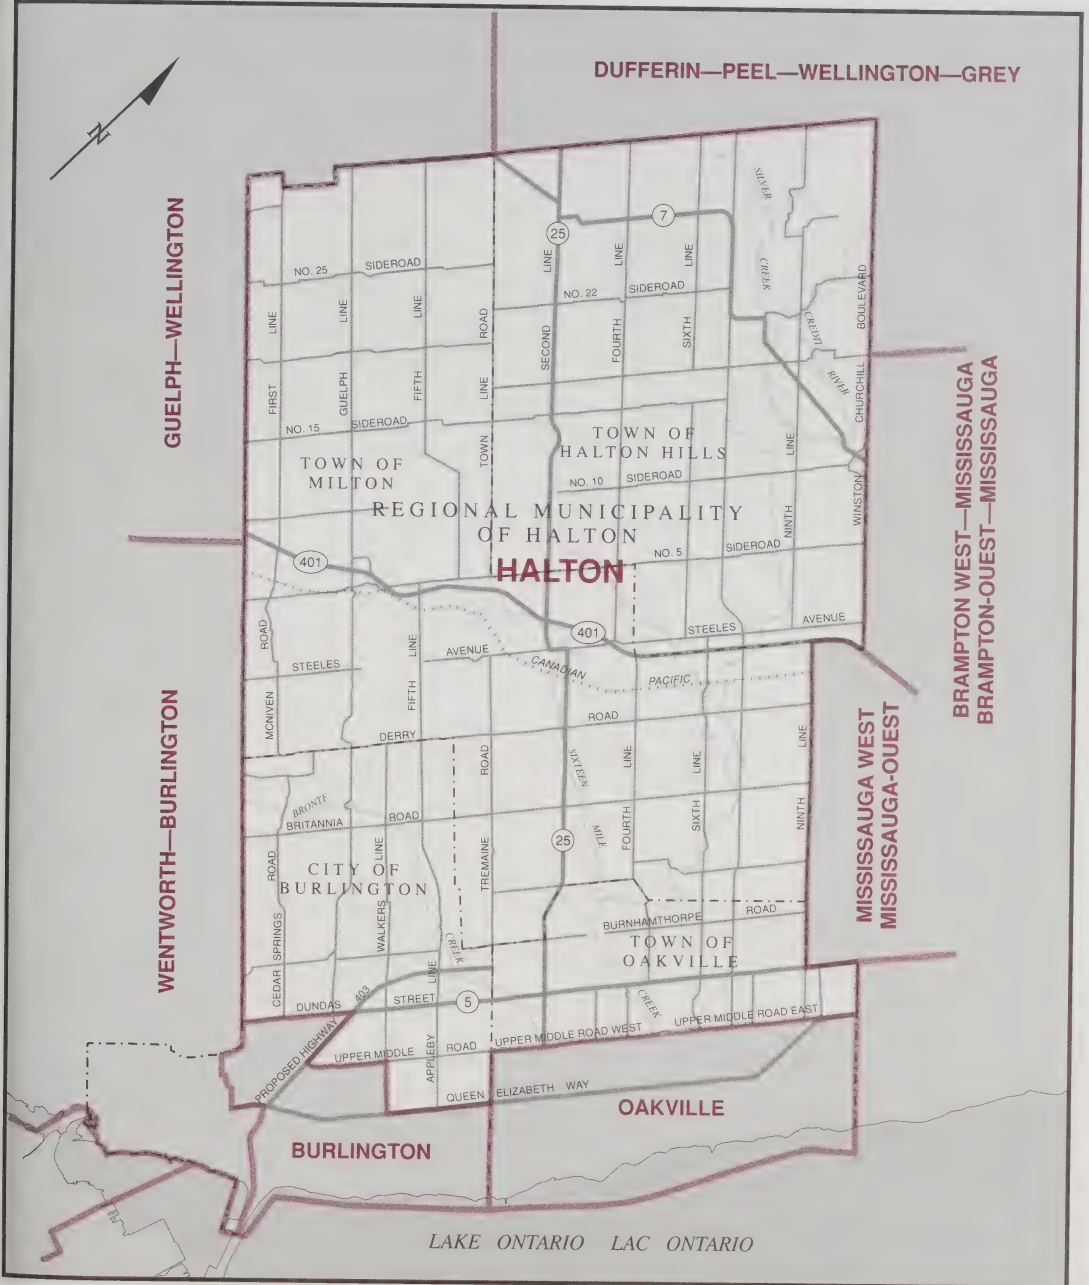 DUFFERIN—PEEL—WELLINGTON—GREY
N
GUELPH—WELLINGTON
SILVER
7
25
LINE
LINE
LINE
NO. 25 SIDEROAD
CREEK
NO. 22 SIDEROAD
BOULEVARD
LINE
LINE
LINE
ROAD
SECOND
FOURTH
SIXTH
CREDIT
RIVER
FIRST
GUELPH
FIFTH
LINE
CHURCHILL
NO. 15 SIDEROAD
TOWN
TOWN OF
HALTON HILLS
LINE
TOWN OF
MILTON
NO. 10 SIDEROAD
WINSTON
REGIONAL MUNICIPALITY
OF HALTON
NINTH
NO. 5 SIDEROAD
HALTON
401
BRAMPTON WEST—MISSISSAUGA
BRAMPTON-OUEST—MISSISSAUGA
401
STEELES AVENUE
ROAD
LINE
AVENUE
STEELES
CANADIAN PACIFIC
MCNIVEN
FIFTH
ROAD
DERRY
LINE
WENTWORTH—BURLINGTON
MISSISSAUGA WEST
MISSISSAUGA-OUEST
ROAD
SIXTEEN
LINE
LINE
BRONTE
BRITANNIA ROAD
FOURTH
SIXTH
NINTH
MILE
25
LINE
ROAD
TREMAINE
CITY OF
BURLINGTON
WALKERS
BURNHAMTHORPE ROAD
TOWN OF
OAKVILLE
CREEK
CEDAR SPRINGS
LINE
403
DUNDAS STREET
5
CREEK
PROPOSED HIGHWAY
UPPER MIDDLE ROAD
UPPER MIDDLE ROAD WEST
UPPER MIDDLE ROAD EAST
APPLEBY
QUEEN ELIZABETH WAY
OAKVILLE
BURLINGTON
LAKE ONTARIO LAC ONTARIO